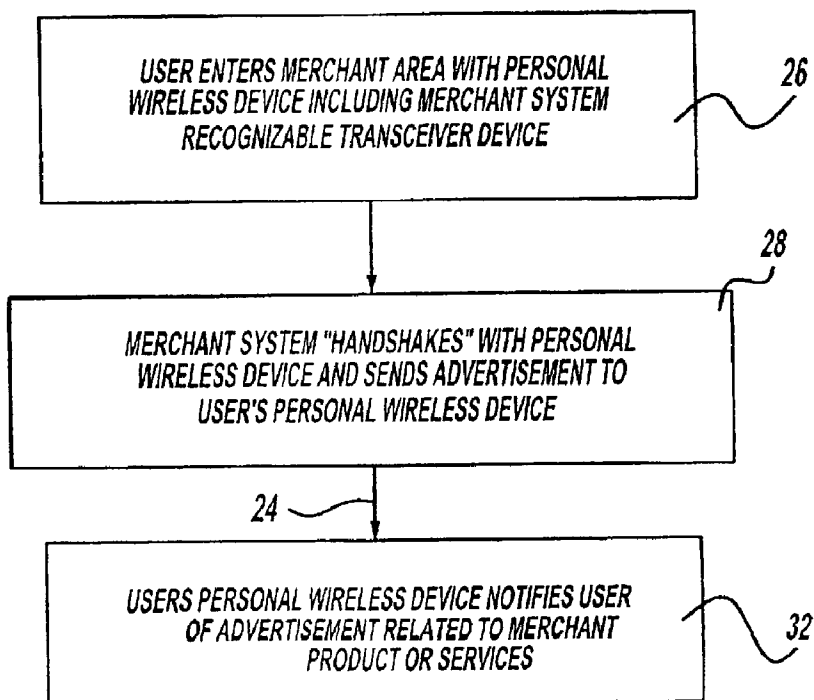 USER ENTERS MERCHANT AREA WITH PERSONAL
WIRELESS DEVICE INCLUDING MERCHANT SYSTEM
RECOGNIZABLE TRANSCEIVER DEVICE
26
28
MERCHANT SYSTEM "HANDSHAKES" WITH PERSONAL
WIRELESS DEVICE AND SENDS ADVERTISEMENT TO
USER'S PERSONAL WIRELESS DEVICE
24
USERS PERSONAL WIRELESS DEVICE NOTIFIES USER
OF ADVERTISEMENT RELATED TO MERCHANT
PRODUCT OR SERVICES
32